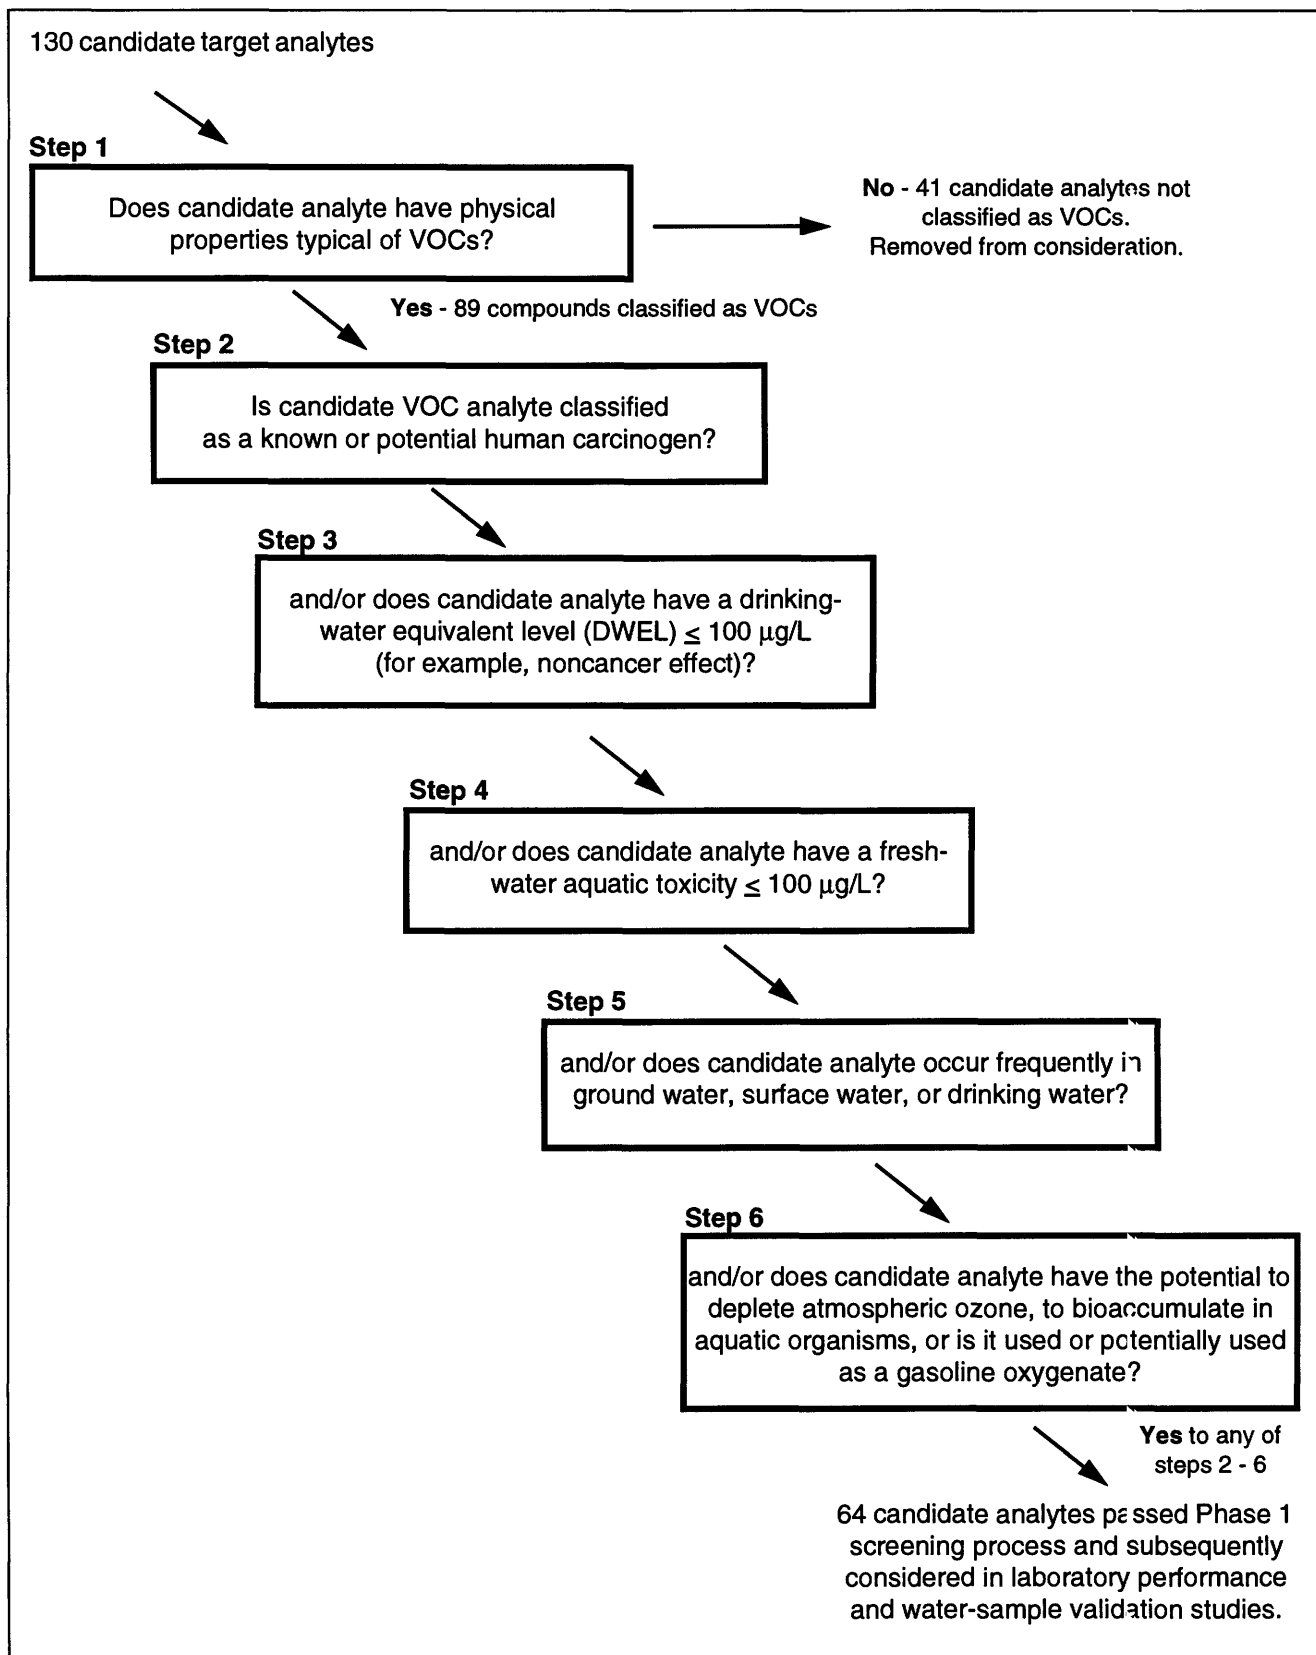 130 candidate target analytes
Step 1
Does candidate analyte have physical
properties typical of VOCs?
No - 41 candidate analytes not
classified as VOCs.
Removed from consideration.
Yes - 89 compounds classified as VOCs
Step 2
Is candidate VOC analyte classified
as a known or potential human carcinogen?
Step 3
and/or does candidate analyte have a drinking-
water equivalent level (DWEL) ≤ 100 µg/L
(for example, noncancer effect)?
Step 4
and/or does candidate analyte have a fresh-
water aquatic toxicity ≤ 100 µg/L?
Step 5
and/or does candidate analyte occur frequently in
ground water, surface water, or drinking water?
Step 6
and/or does candidate analyte have the potential to
deplete atmospheric ozone, to bioaccumulate in
aquatic organisms, or is it used or potentially used
as a gasoline oxygenate?
Yes to any of
steps 2 - 6
64 candidate analytes passed Phase 1
screening process and subsequently
considered in laboratory performance
and water-sample validation studies.